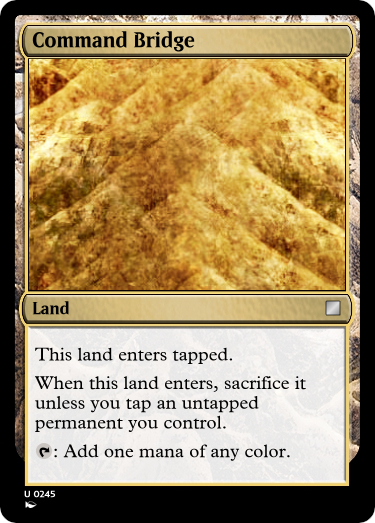 Command Bridge
Land
This land enters tapped.
When this land enters, sacrifice it
unless you tap an untapped
permanent you control.
: Add one mana of any color.
U 0245